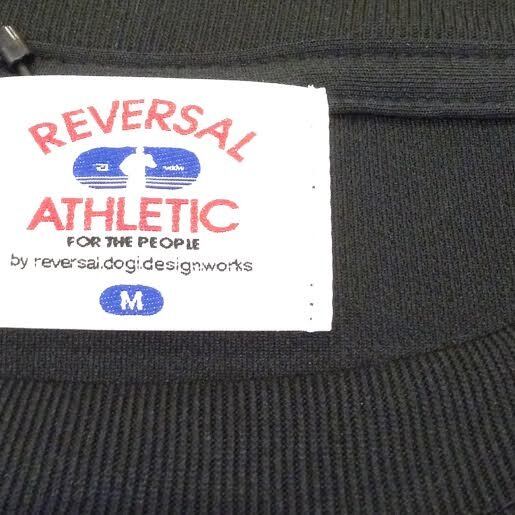 REVERSAL
ATHLETIC
FOR THE PEOPLE
by reversal.dogi.design.works
M